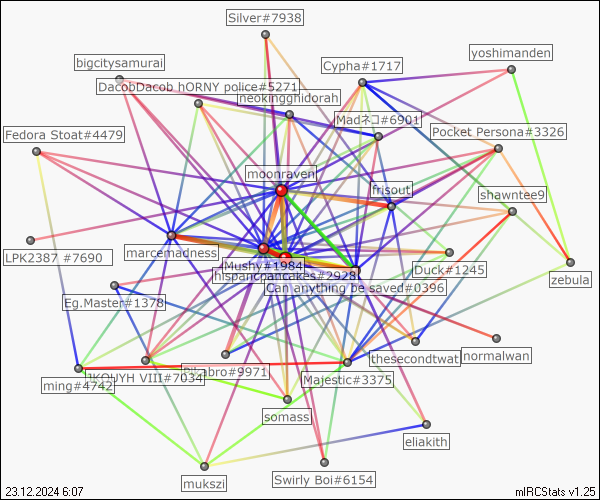 Silver#7938
yoshimanden
bigcitysamurai
Cypha#1717
DacobDacob hORNY police#5271
neokingghidorah
Madネコ#6901
Fedora Stoat#4479
Pocket Persona#3326
moonraven
frisout
shawntee9
marcemadness
LPK2387 #7690
Mushy#1984
hispanicpancakes#2928
Duck#1245
zebula
Can anything be saved#0396
Eg.Master#1378
thesecondtwat
normalwan
VIII#7034
#9971
Majestic#3375
ming#4742
somass
eliakith
mukszi
Swirly Boi#6154
23.12.2024 6:07
mIRCStats v1.25